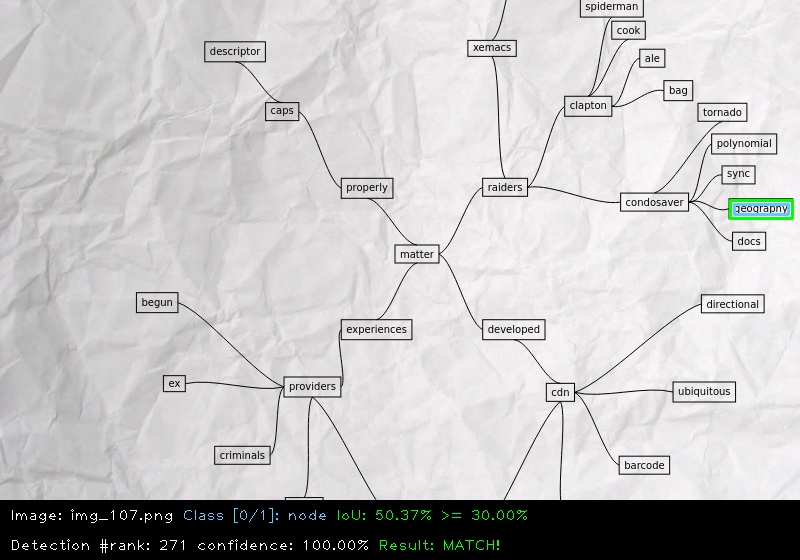 spiderman
cook
descriptor
xemacs
ale
bag
clapton
caps
tornado
polynomial
sync
properly
raiders
condosaver
geography
docs
matter
begun
directional
experiences
developed
ex
providers
cdn
ubiquitous
criminals
barcode
Image: img_107.png Class [0/1]: node IoU: 50.37% >= 30.00%
Detection #rank: 271 confidence: 100.00% Result: MATCH!